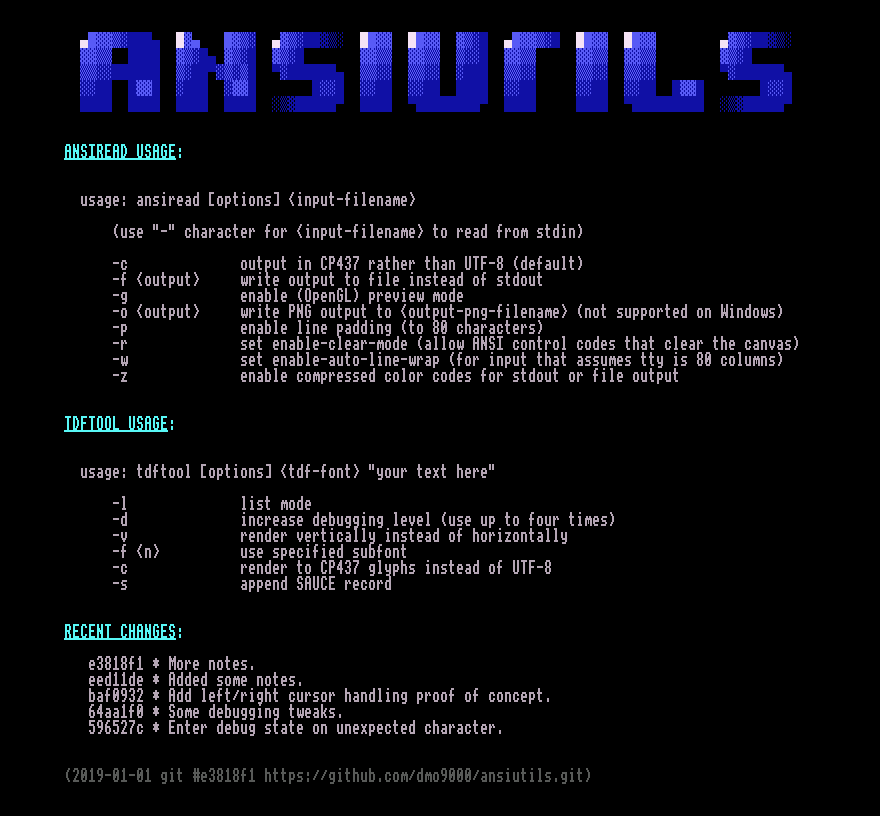 ANSIUTILS
ANSIREAD USAGE:
usage: ansiread [options] <input-filename>
(use "-" character for <input-filename> to read from stdin)
-c output in CP437 rather than UTF-8 (default)
-f <output> write output to file instead of stdout
-g enable (OpenGL) preview mode
-o <output> write PNG output to <output-png-filename> (not supported on Windows)
-p enable line padding (to 80 characters)
-r set enable-clear-mode (allow ANSI control codes that clear the canvas)
-w set enable-auto-line-wrap (for input that assumes tty is 80 columns)
-z enable compressed color codes for stdout or file output
TDFTOOL USAGE:
usage: tdftool [options] <tdf-font> "your text here"
-l list mode
-d increase debugging level (use up to four times)
-v render vertically instead of horizontally
-f <n> use specified subfont
-c render to CP437 glyphs instead of UTF-8
-s append SAUCE record
RECENT CHANGES:
e3818f1 * More notes.
eed11de * Added some notes.
baf0932 * Add left/right cursor handling proof of concept.
64aa1f0 * Some debugging tweaks.
596527c * Enter debug state on unexpected character.
(2019-01-01 git #e3818f1 https://github.com/dmo9000/ansiutils.git)